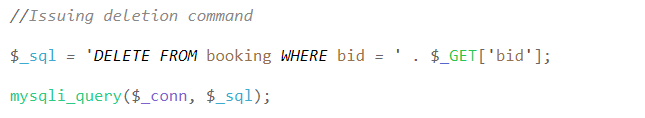 //Issuing deletion command
$_sql = 'DELETE FROM booking WHERE bid = ' . $_GET['bid'];
mysqli_query($_conn, $_sql);